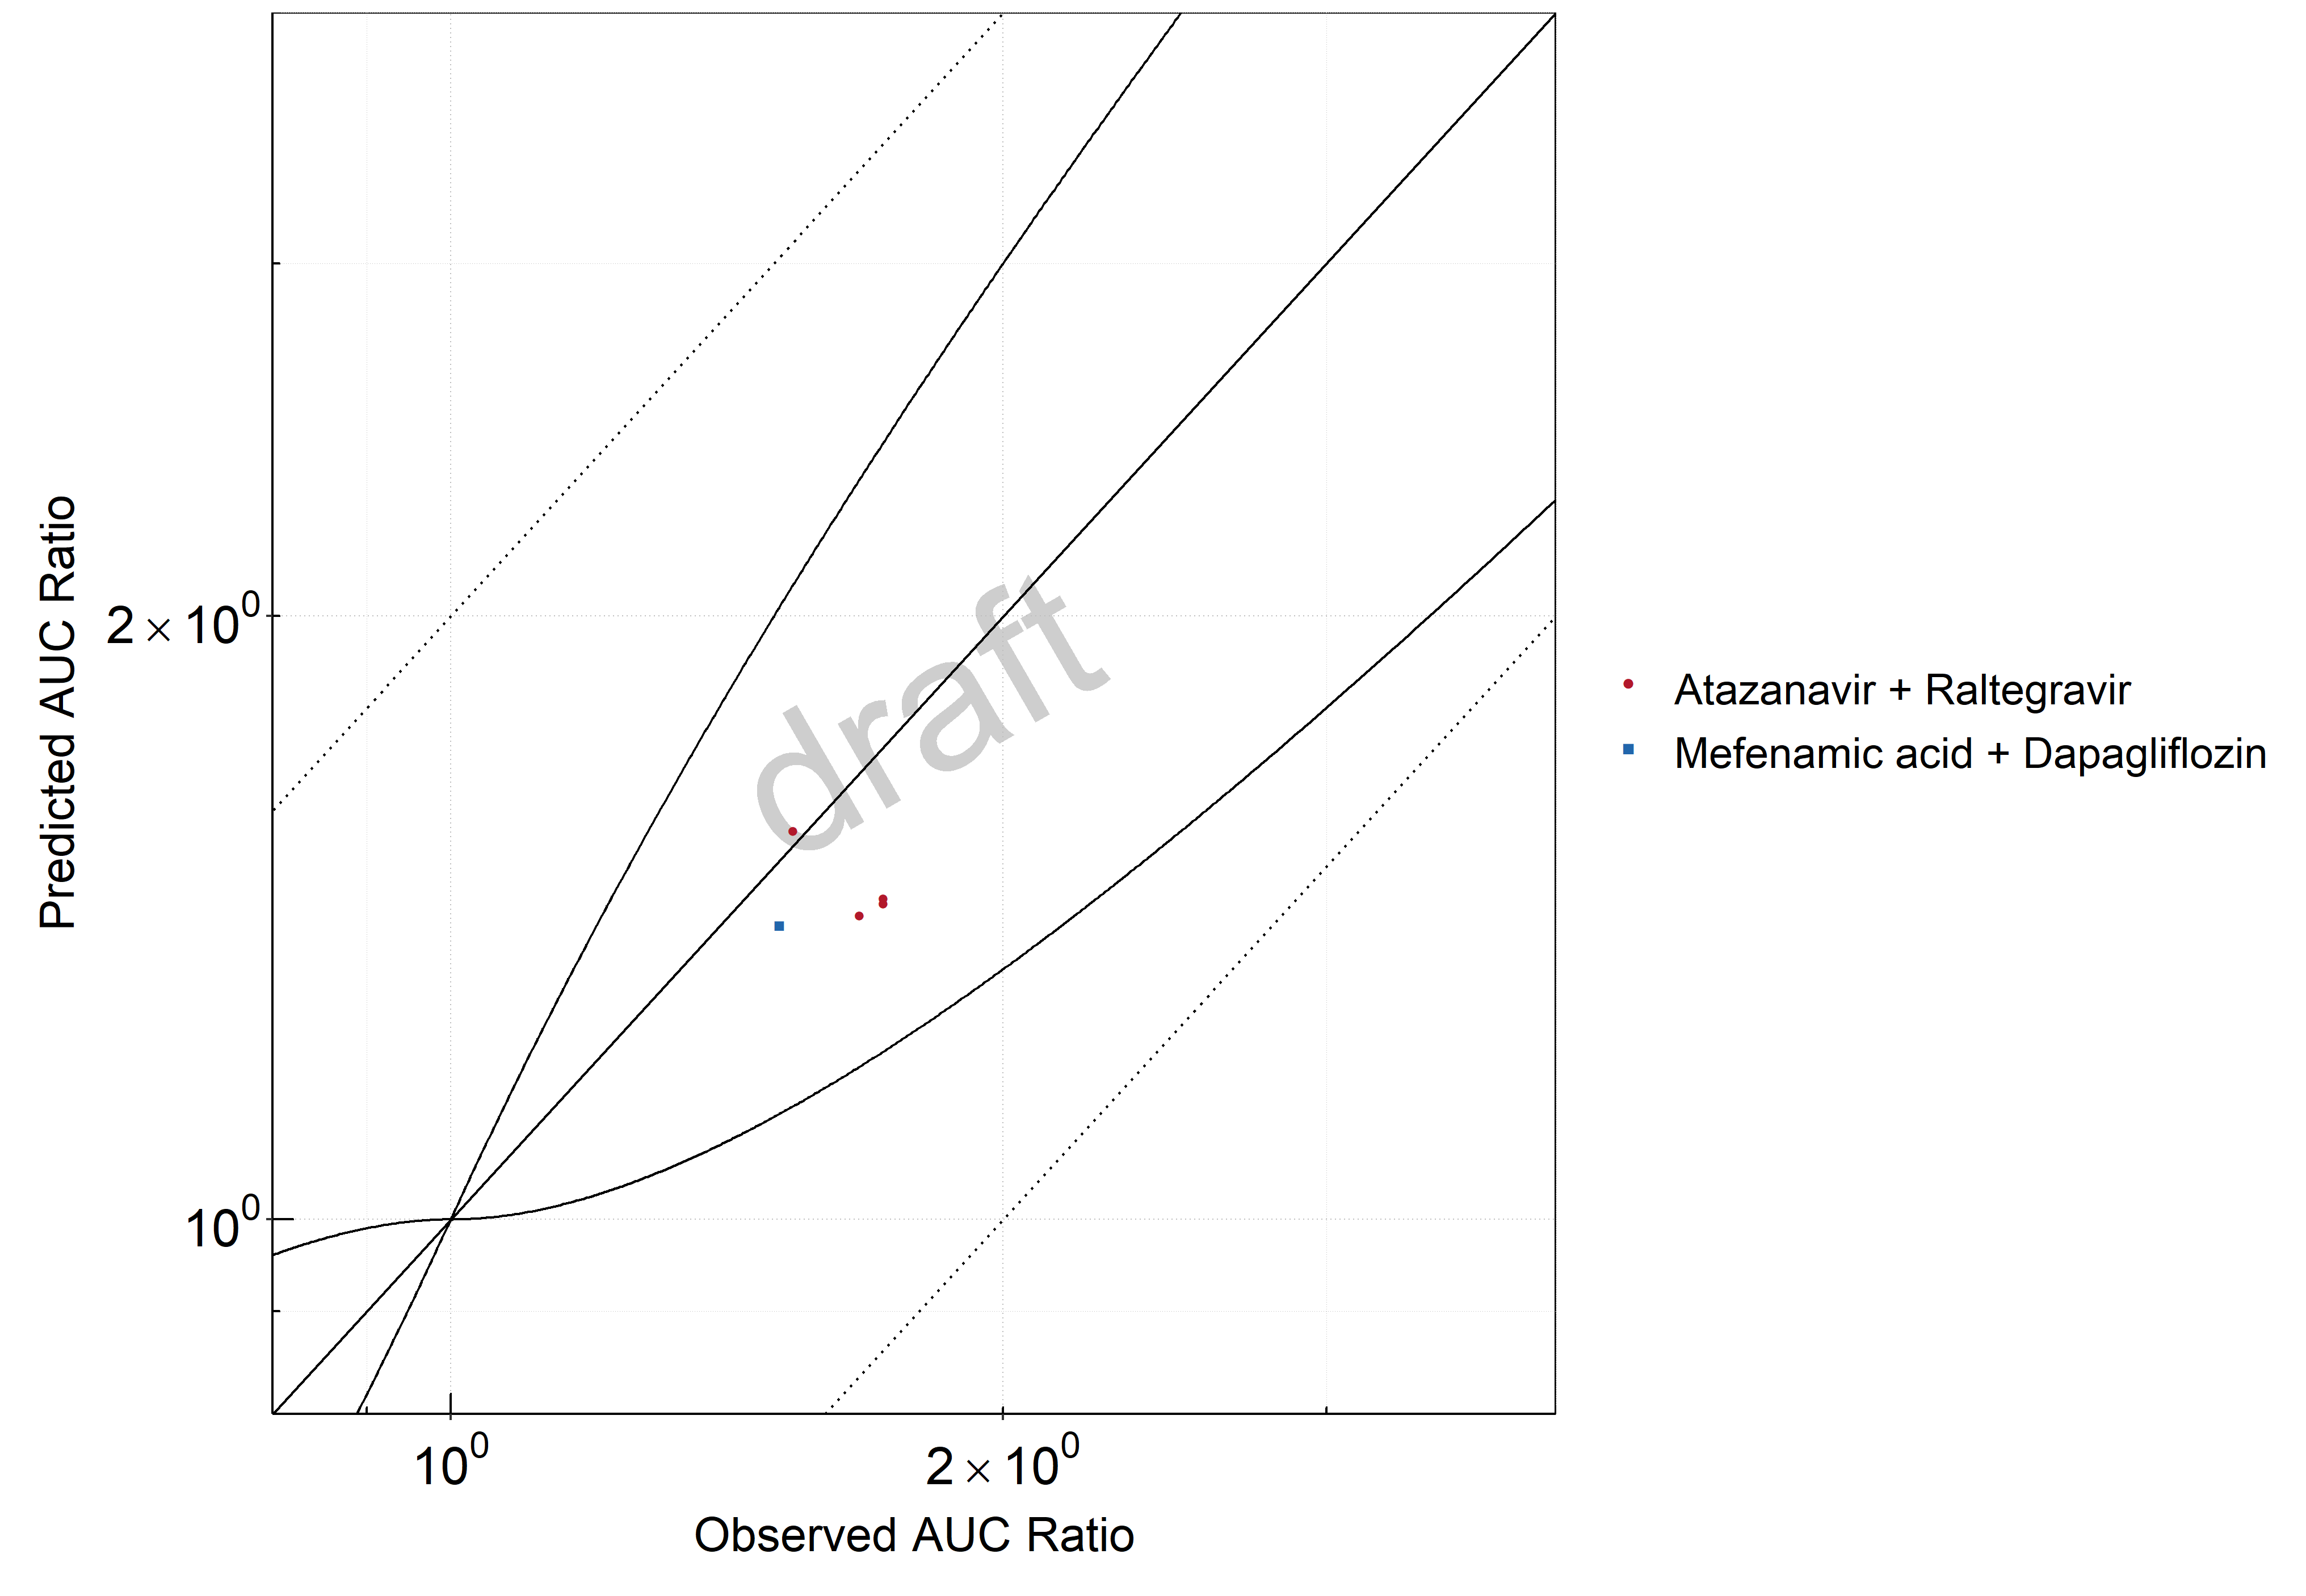 Predicted AUC Ratio
2 × 10⁰
10⁰
draft
10⁰
2 × 10⁰
Observed AUC Ratio
Atazanavir + Raltegravir
Mefenamic acid + Dapagliflozin